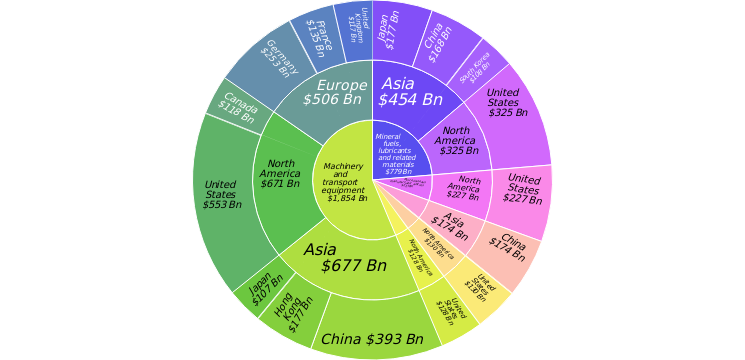 Mineral
fuels,
lubricants
and related
materials
$779 Bn
Machinery
and
transport
equipment
$1,854 Bn
Asia
$454 Bn
North
America
$325 Bn
North
America
$227 Bn
Asia
$174 Bn
North America
$130 Bn
North America
$128 Bn
Asia
$677 Bn
North
America
$671 Bn
Europe
$506 Bn
Japan
$177 Bn
China
$168 Bn
South Korea
$108 Bn
United
States
$325 Bn
United
States
$227 Bn
China
$174 Bn
United
States
$130 Bn
United
States
$128 Bn
China $393 Bn
Hong
Kong
$177 Bn
Japan
$107 Bn
United
States
$553 Bn
Canada
$118 Bn
Germany
$253 Bn
France
$135 Bn
United
Kingdom
$117 Bn